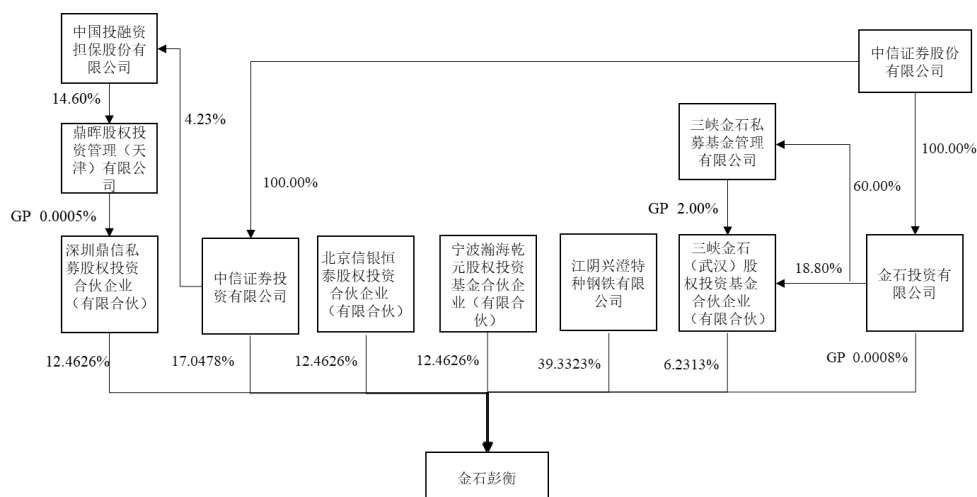 中国投融资
担保股份有
限公司
中信证券股份
有限公司
14.60%
4.23%
鼎晖股权投
资管理（天
津）有限公
司
三峡金石私
募基金管理
有限公司
100.00%
100.00%
60.00%
GP 0.0005%
GP 2.00%
深圳鼎信私
募股权投资
合伙企业
（有限合伙）
中信证券投
资有限公司
北京信银恒
泰股权投资
合伙企业
（有限合伙）
宁波瀚海乾
元股权投资
基金合伙企
业（有限合
伙）
江阴兴澄特
种钢铁有限
公司
三峡金石
（武汉）股
权投资基金
合伙企业
（有限合伙）
18.80%
金石投资有
限公司
12.4626%
17.0478%
12.4626%
12.4626%
39.3323%
6.2313%
GP 0.0008%
金石彭衡